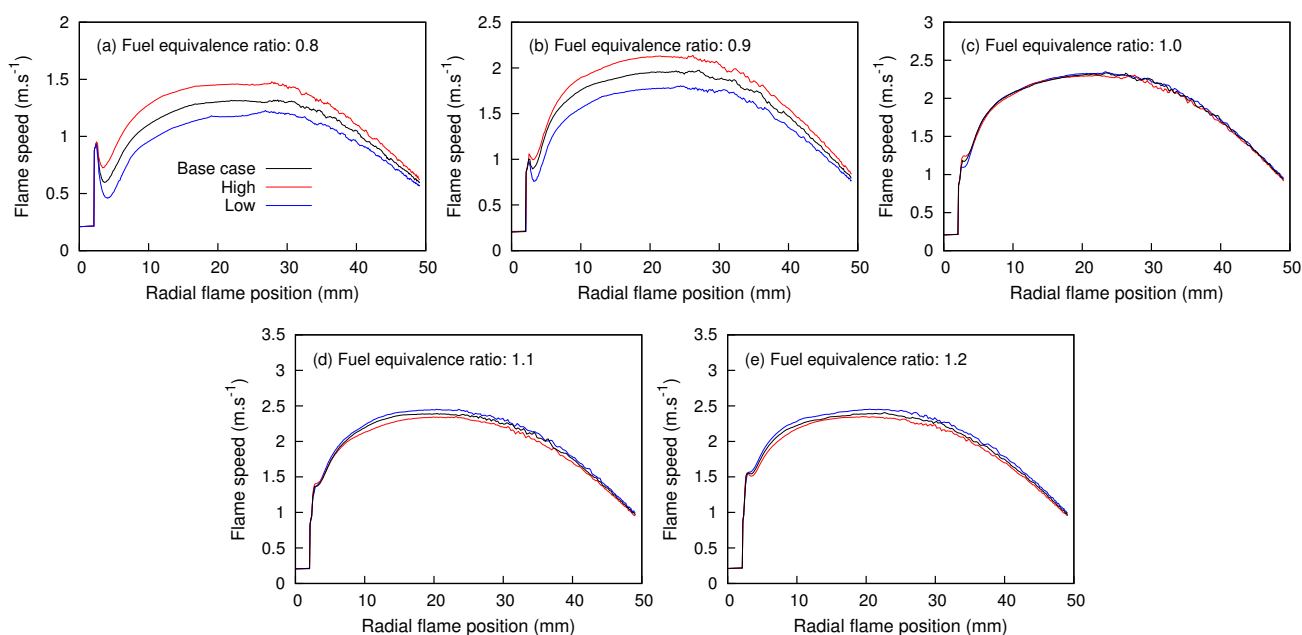 (a) Fuel equivalence ratio: 0.8
Flame speed (m.s⁻¹)
2
1.5
1
0.5
0
Base case
High
Low
0 10 20 30 40 50
Radial flame position (mm)
(b) Fuel equivalence ratio: 0.9
Flame speed (m.s⁻¹)
2.5
2
1.5
1
0.5
0
0 10 20 30 40 50
Radial flame position (mm)
(c) Fuel equivalence ratio: 1.0
Flame speed (m.s⁻¹)
3
2.5
2
1.5
1
0.5
0
0 10 20 30 40 50
Radial flame position (mm)
(d) Fuel equivalence ratio: 1.1
Flame speed (m.s⁻¹)
3.5
3
2.5
2
1.5
1
0.5
0
0 10 20 30 40 50
Radial flame position (mm)
(e) Fuel equivalence ratio: 1.2
Flame speed (m.s⁻¹)
3.5
3
2.5
2
1.5
1
0.5
0
0 10 20 30 40 50
Radial flame position (mm)